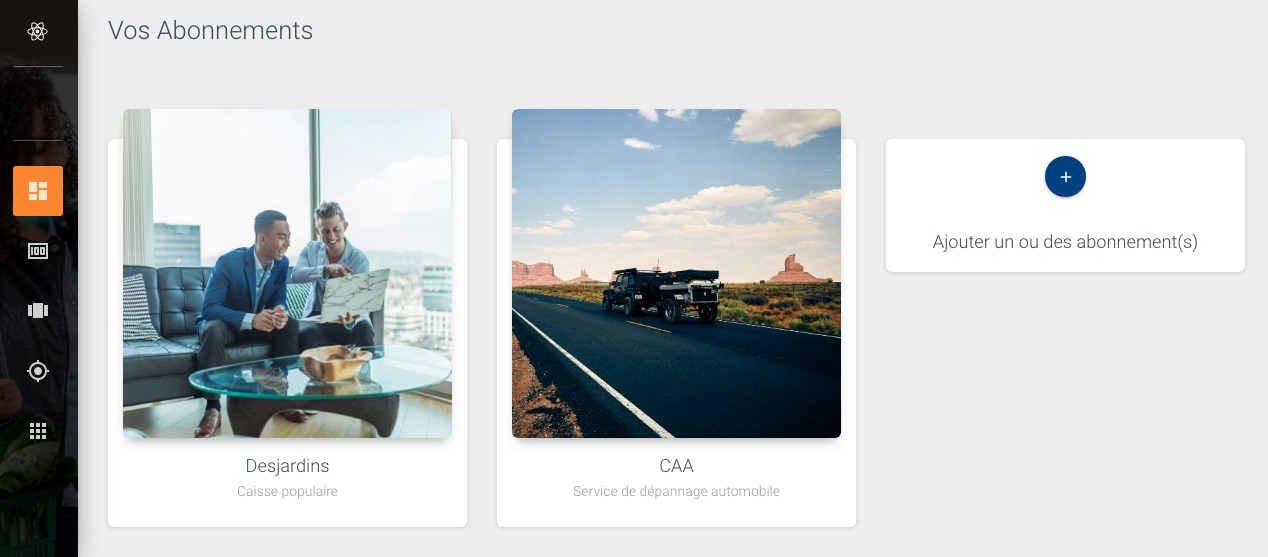 Vos Abonnements
Desjardins
Caisse populaire
CAA
Service de dépannage automobile
+
Ajouter un ou des abonnement(s)